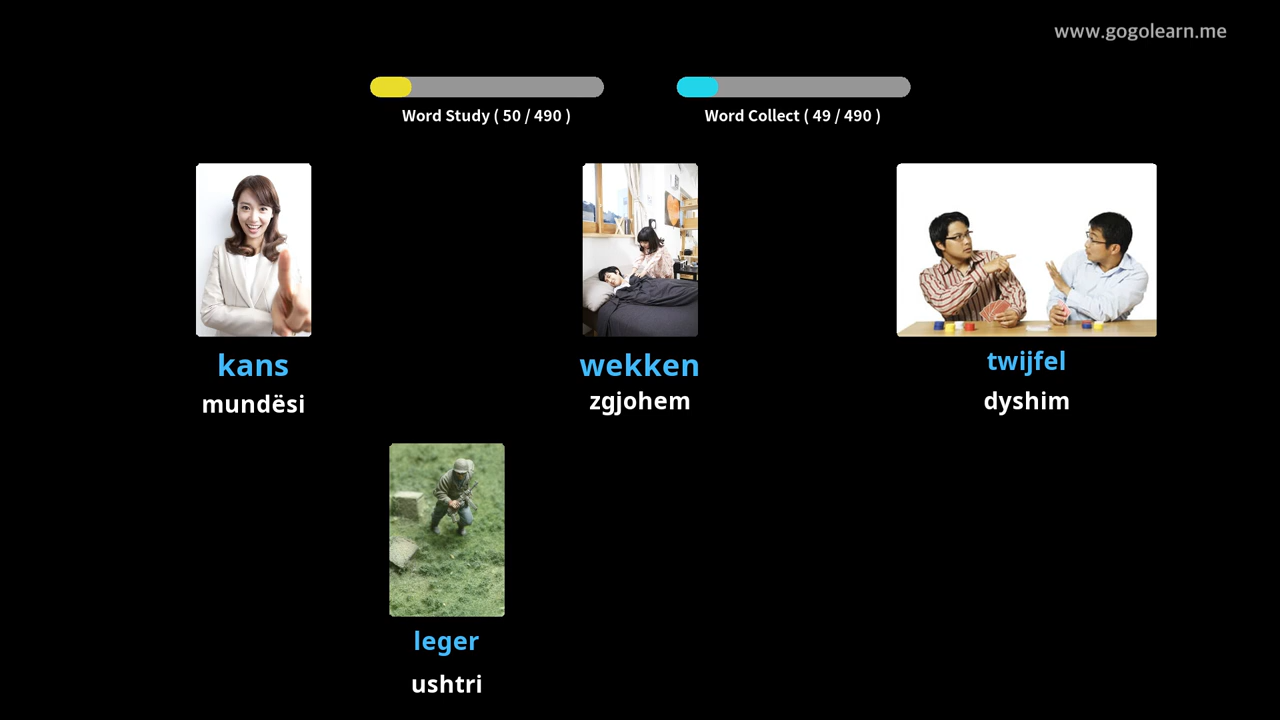 www.gogolearn.me
Word Study ( 50 / 490 )
Word Collect ( 49 / 490 )
kans
mundësi
wekken
zgjohem
twijfel
dyshim
leger
ushtri